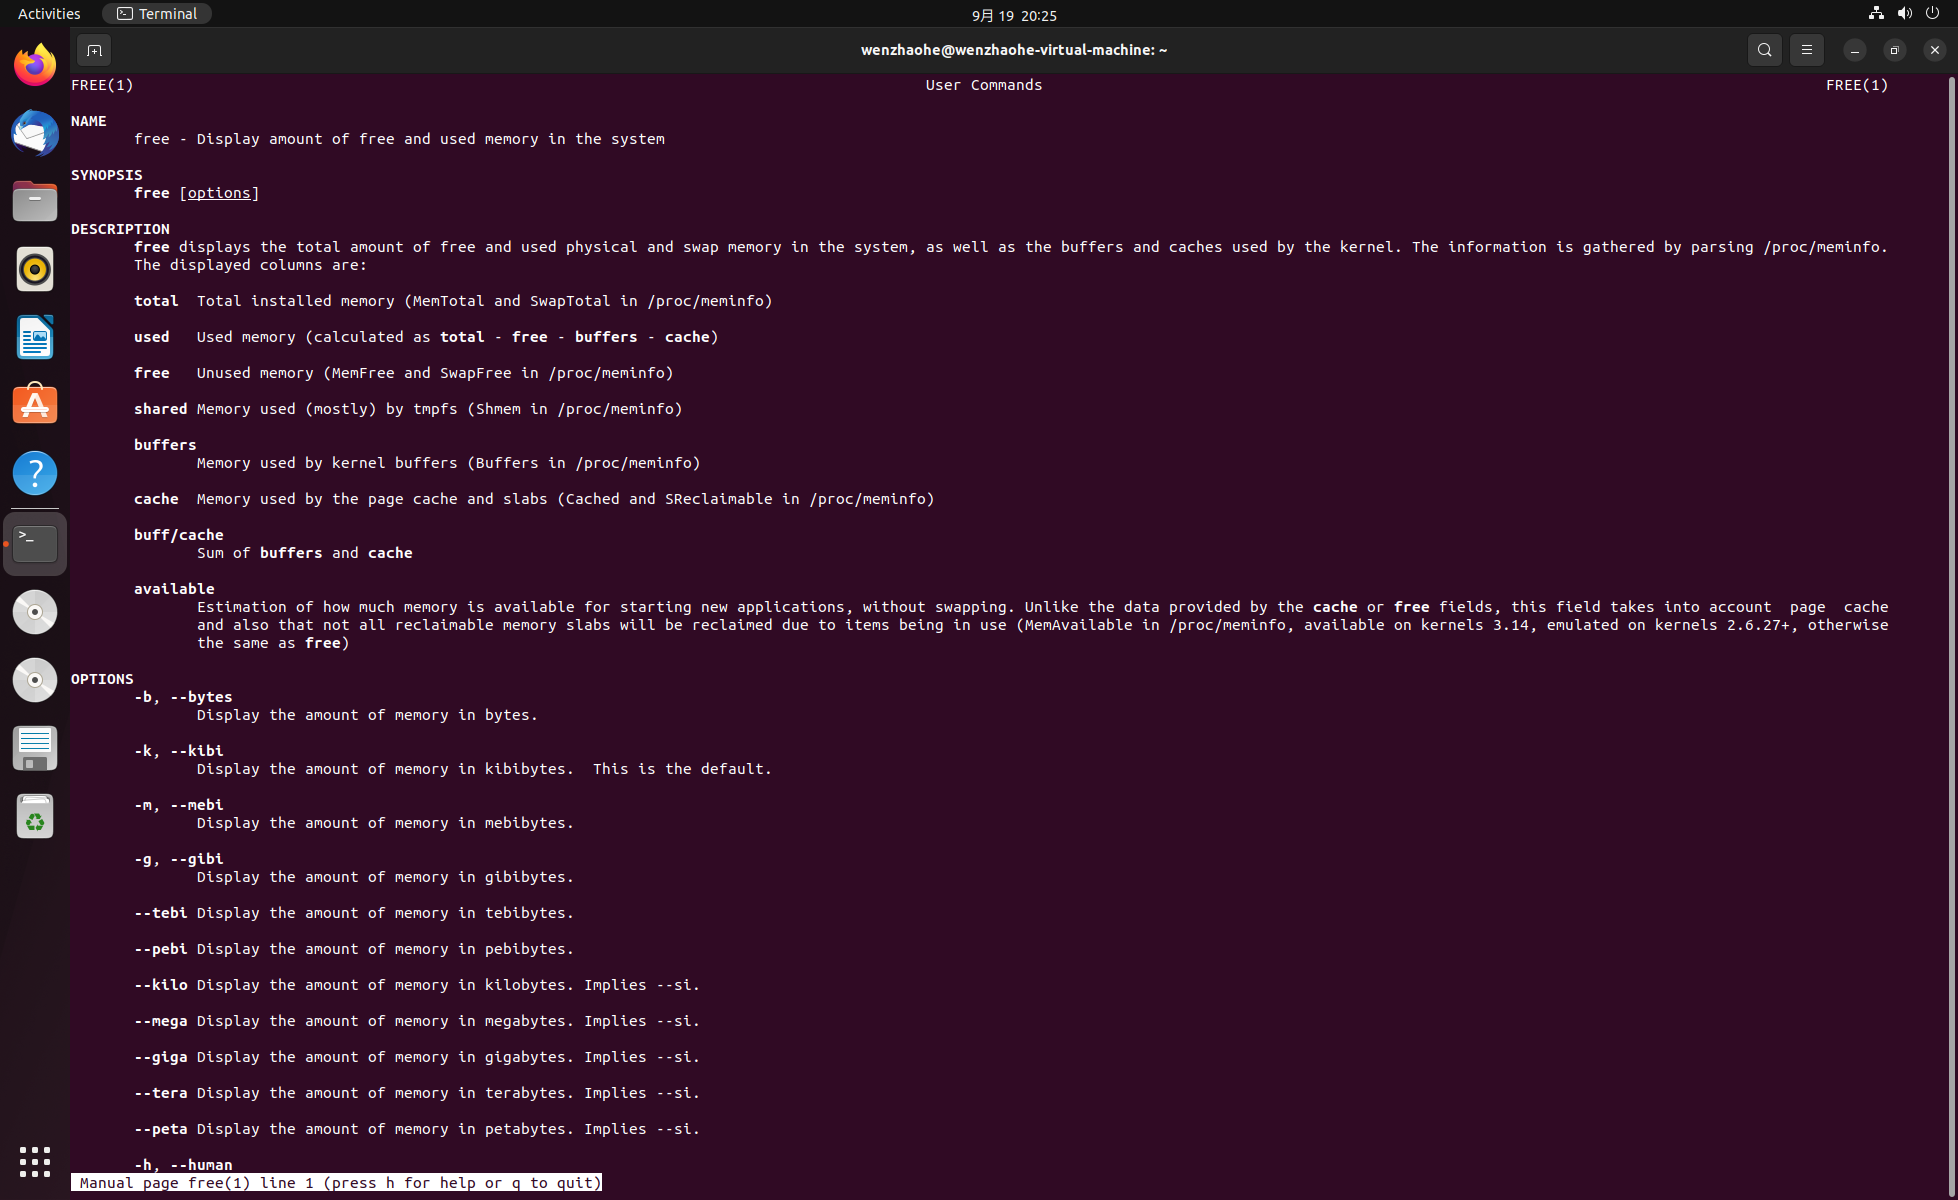 Activities Terminal 9月 19 20:25
wenzhaohe@wenzhaohe-virtual-machine: ~
FREE(1) User Commands FREE(1)
NAME
free - Display amount of free and used memory in the system
SYNOPSIS
free [options]
DESCRIPTION
free displays the total amount of free and used physical and swap memory in the system, as well as the buffers and caches used by the kernel. The information is gathered by parsing /proc/meminfo.
The displayed columns are:
total Total installed memory (MemTotal and SwapTotal in /proc/meminfo)
used Used memory (calculated as total - free - buffers - cache)
free Unused memory (MemFree and SwapFree in /proc/meminfo)
shared Memory used (mostly) by tmpfs (Shmem in /proc/meminfo)
buffers
Memory used by kernel buffers (Buffers in /proc/meminfo)
cache Memory used by the page cache and slabs (Cached and SReclaimable in /proc/meminfo)
buff/cache
Sum of buffers and cache
available
Estimation of how much memory is available for starting new applications, without swapping. Unlike the data provided by the cache or free fields, this field takes into account page cache
and also that not all reclaimable memory slabs will be reclaimed due to items being in use (MemAvailable in /proc/meminfo, available on kernels 3.14, emulated on kernels 2.6.27+, otherwise
the same as free)
OPTIONS
-b, --bytes
Display the amount of memory in bytes.
-k, --kibi
Display the amount of memory in kibibytes. This is the default.
-m, --mebi
Display the amount of memory in mebibytes.
-g, --gibi
Display the amount of memory in gibibytes.
--tebi Display the amount of memory in tebibytes.
--pebi Display the amount of memory in pebibytes.
--kilo Display the amount of memory in kilobytes. Implies --si.
--mega Display the amount of memory in megabytes. Implies --si.
--giga Display the amount of memory in gigabytes. Implies --si.
--tera Display the amount of memory in terabytes. Implies --si.
--peta Display the amount of memory in petabytes. Implies --si.
-h, --human
Manual page free(1) line 1 (press h for help or q to quit)